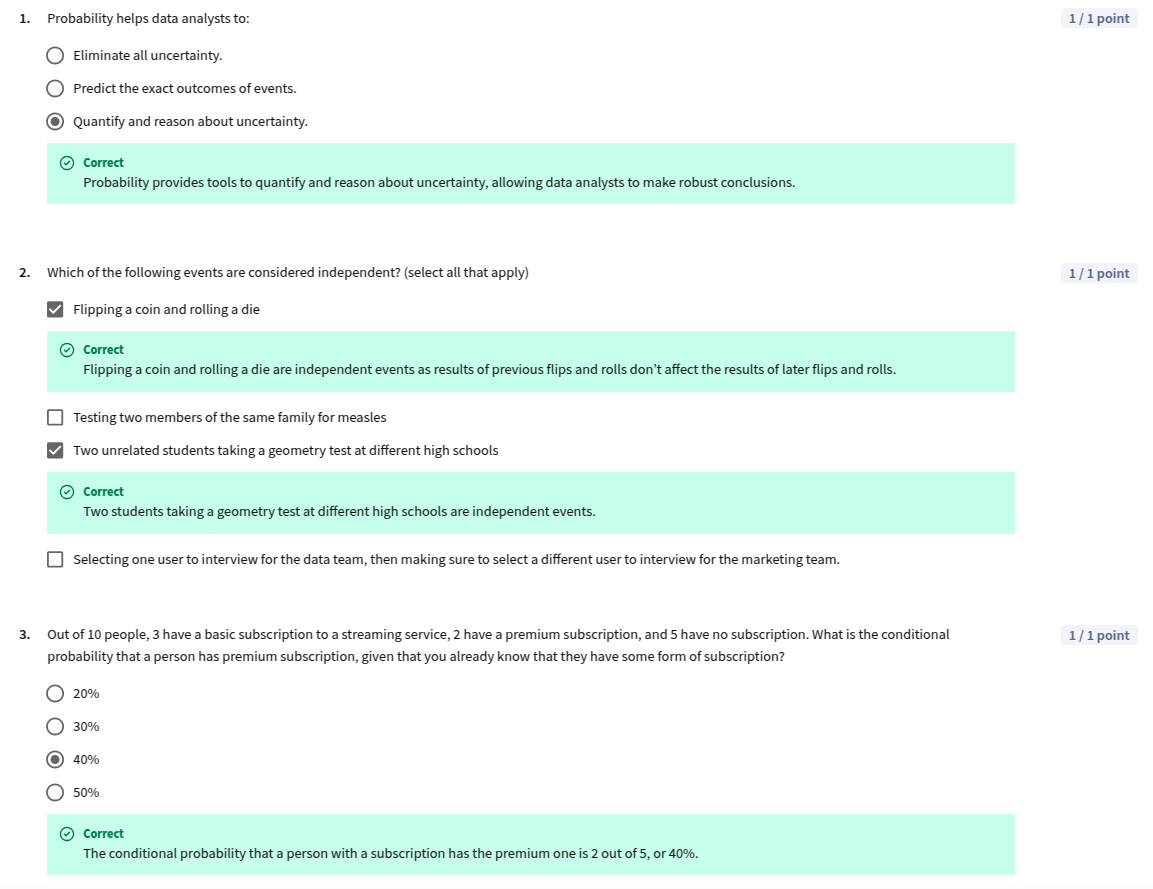 1. Probability helps data analysts to:
1 / 1 point
Eliminate all uncertainty.
Predict the exact outcomes of events.
Quantify and reason about uncertainty.
Correct
Probability provides tools to quantify and reason about uncertainty, allowing data analysts to make robust conclusions.
2. Which of the following events are considered independent? (select all that apply)
1 / 1 point
Flipping a coin and rolling a die
Correct
Flipping a coin and rolling a die are independent events as results of previous flips and rolls don’t affect the results of later flips and rolls.
Testing two members of the same family for measles
Two unrelated students taking a geometry test at different high schools
Correct
Two students taking a geometry test at different high schools are independent events.
Selecting one user to interview for the data team, then making sure to select a different user to interview for the marketing team.
3. Out of 10 people, 3 have a basic subscription to a streaming service, 2 have a premium subscription, and 5 have no subscription. What is the conditional
1 / 1 point
probability that a person has premium subscription, given that you already know that they have some form of subscription?
20%
30%
40%
50%
Correct
The conditional probability that a person with a subscription has the premium one is 2 out of 5, or 40%.